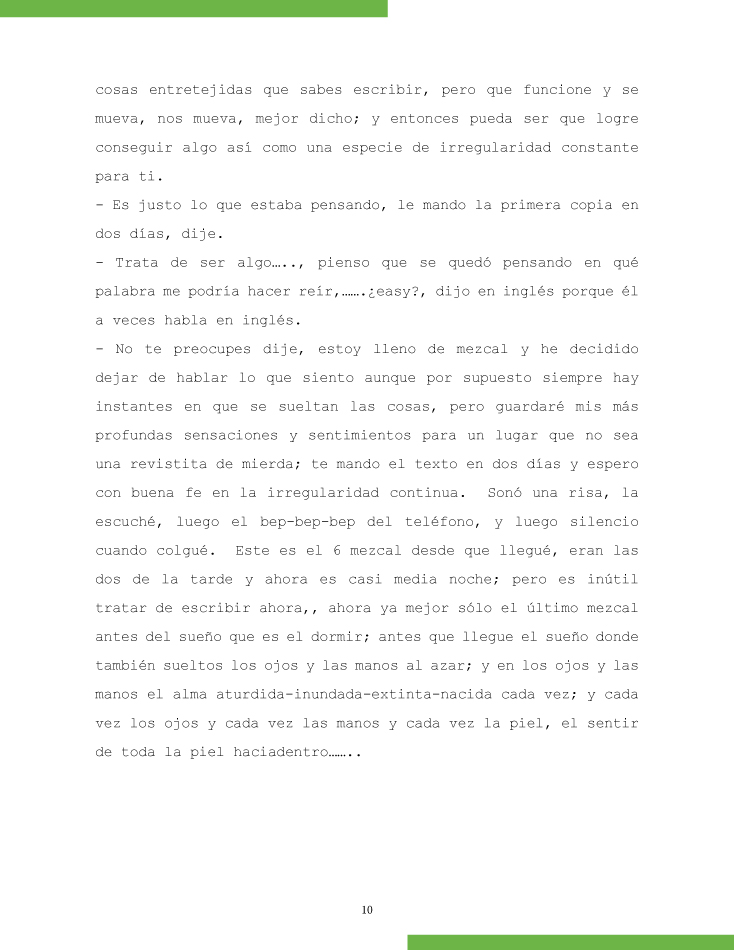 cosas entretejidas que sabes escribir, pero que funcione y se
mueva, nos mueva, mejor dicho; y entonces pueda ser que logre
conseguir algo así como una especie de irregularidad constante
para ti.
- Es justo lo que estaba pensando, le mando la primera copia en
dos días, dije.
- Trata de ser algo….., pienso que se quedó pensando en qué
palabra me podría hacer reír,…….¿easy?, dijo en inglés porque él
a veces habla en inglés.
- No te preocupes dije, estoy lleno de mezcal y he decidido
dejar de hablar lo que siento aunque por supuesto siempre hay
instantes en que se sueltan las cosas, pero guardaré mis más
profundas sensaciones y sentimientos para un lugar que no sea
una revistita de mierda; te mando el texto en dos días y espero
con buena fe en la irregularidad continua.  Sonó una risa, la
escuché, luego el bep-bep-bep del teléfono, y luego silencio
cuando colgué.  Este es el 6 mezcal desde que llegué, eran las
dos de la tarde y ahora es casi media noche; pero es inútil
tratar de escribir ahora,, ahora ya mejor sólo el último mezcal
antes del sueño que es el dormir; antes que llegue el sueño donde
también sueltos los ojos y las manos al azar; y en los ojos y las
manos el alma aturdida-inundada-extinta-nacida cada vez; y cada
vez los ojos y cada vez las manos y cada vez la piel, el sentir
de toda la piel haciadentro……..
10